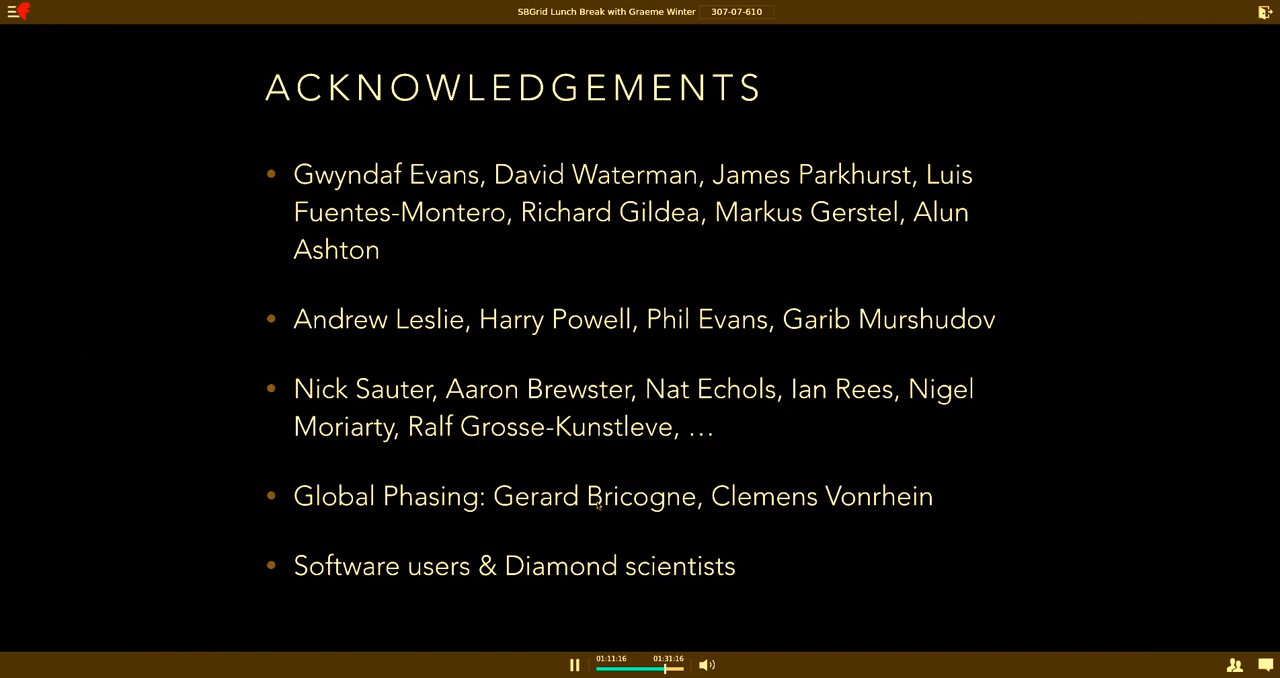 SBGrid Lunch Break with Graeme Winter 307-07-610
ACKNOWLEDGEMENTS
• Gwyndaf Evans, David Waterman, James Parkhurst, Luis
Fuentes-Montero, Richard Gildea, Markus Gerstel, Alun
Ashton
• Andrew Leslie, Harry Powell, Phil Evans, Garib Murshudov
• Nick Sauter, Aaron Brewster, Nat Echols, Ian Rees, Nigel
Moriarty, Ralf Grosse-Kunstleve, …
• Global Phasing: Gerard Bricogne, Clemens Vonrhein
• Software users & Diamond scientists
01:11:16 01:31:16